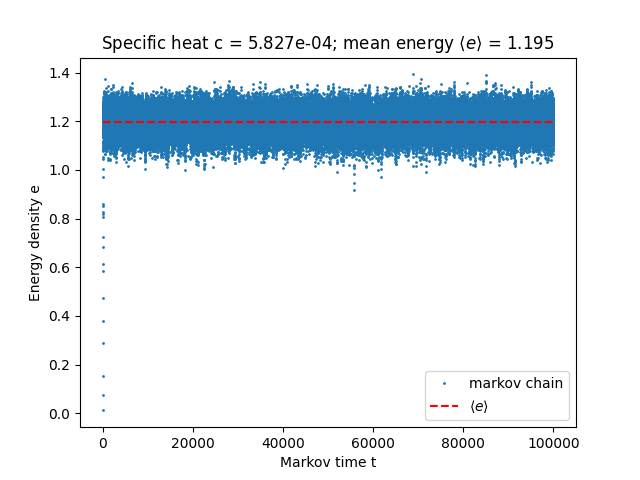 Specific heat c = 5.827e-04; mean energy ⟨e⟩ = 1.195
1.4
1.2
1.0
0.8
0.6
0.4
0.2
0.0
Energy density e
markov chain
⟨e⟩
0 20000 40000 60000 80000 100000
Markov time t